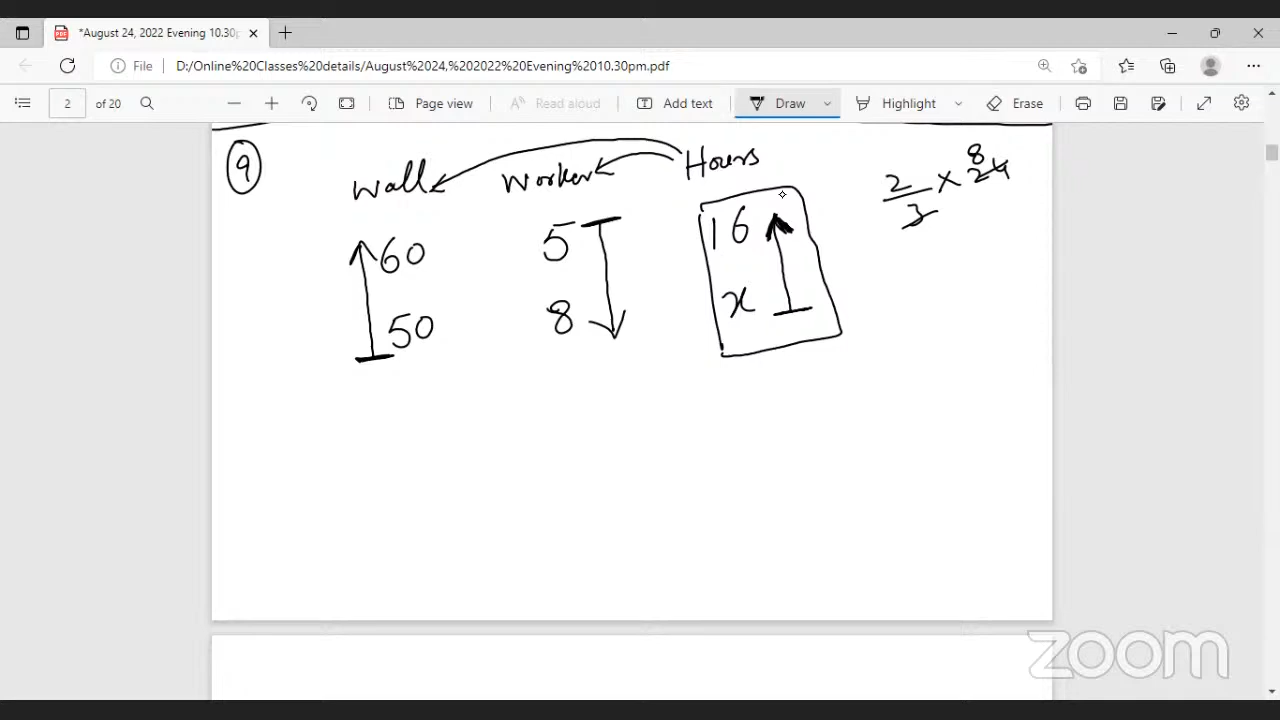 *August 24, 2022 Evening 10.30p
File D:/Online%20Classes%20details/August%2024,%202022%20Evening%2010.30pm.pdf
2 of 20 Page view Read aloud Add text Draw Highlight Erase
9 Wall Worker Hours 2/3 × 24 8
60 5 16
50 8 x
zoom